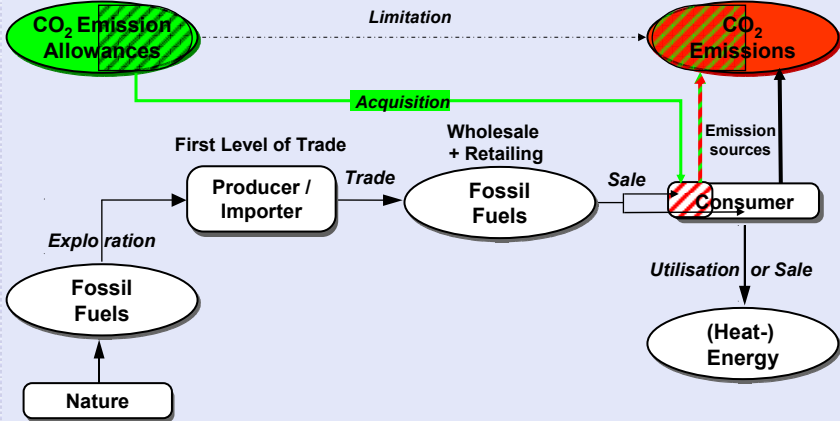 CO2 Emission
Allowances
Limitation
CO2
Emissions
Acquisition
First Level of Trade
Wholesale
+ Retailing
Emission
sources
Producer /
Importer
Trade
Fossil
Fuels
Sale
Consumer
Exploration
Utilisation or Sale
Fossil
Fuels
(Heat-)
Energy
Nature